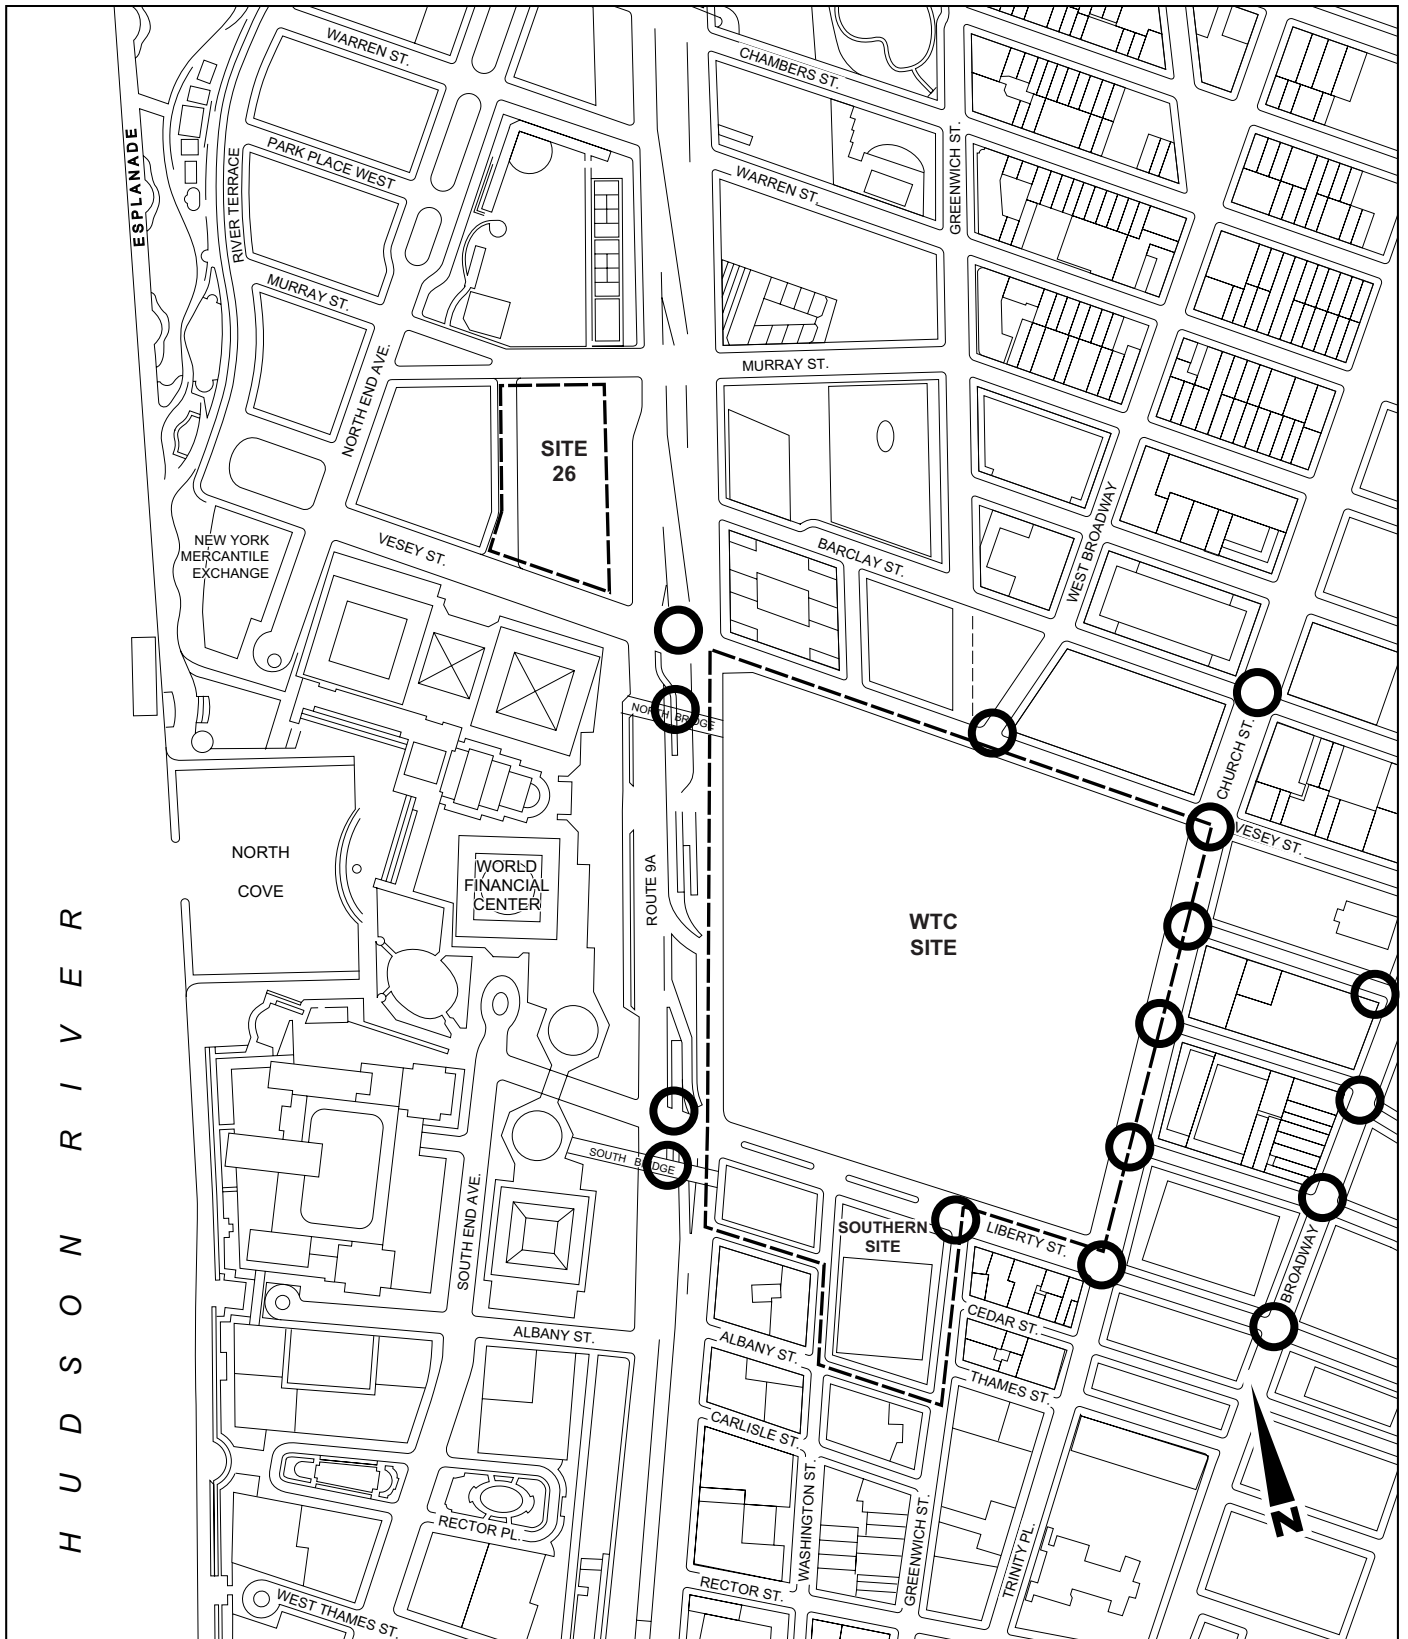 WARREN ST.
CHAMBERS ST.
ESPLANADE
PARK PLACE WEST
RIVER TERRACE
GREENWICH ST.
WARREN ST.
MURRAY ST.
NORTH END AVE.
MURRAY ST.
SITE
26
WEST BROADWAY
NEW YORK
MERCANTILE
EXCHANGE
VESEY ST.
BARCLAY ST.
NORTH BRIDGE
CHURCH ST.
VESEY ST.
NORTH
COVE
WORLD
FINANCIAL
CENTER
ROUTE 9A
WTC
SITE
HUDSON RIVER
SOUTH BRIDGE
SOUTH END AVE.
SOUTHERN
SITE
LIBERTY ST.
BROADWAY
CEDAR ST.
ALBANY ST.
ALBANY ST.
THAMES ST.
CARLISLE ST.
WASHINGTON ST.
GREENWICH ST.
TRINITY PL.
RECTOR PL.
RECTOR ST.
WEST THAMES ST.
N